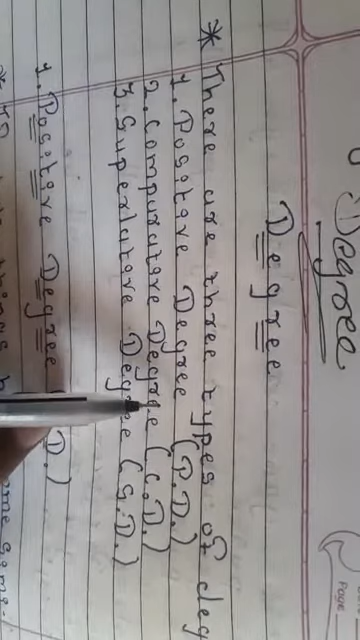 Degree
Page
Degree
* There are three types of deg
1. Positive Degree (P.D.)
2. Comparative Degree (C.D.)
3. Superlative Degree (S.D.)
1. Positive Degree D.)